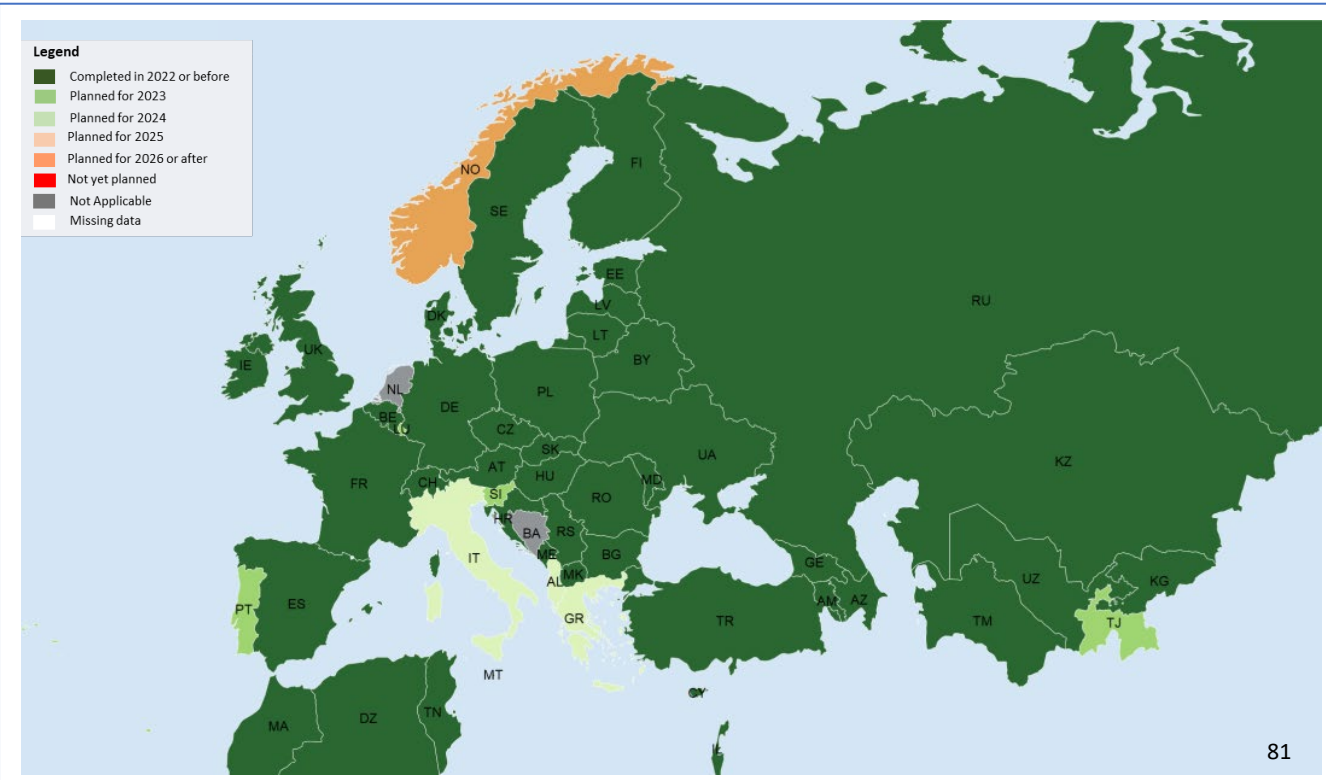 Legend
Completed in 2022 or before
Planned for 2023
Planned for 2024
Planned for 2025
Planned for 2026 or after
Not yet planned
Not Applicable
Missing data
NO
FI
SE
EE
RU
LV
DK
LT
UK
BY
IE
NL
PL
DE
BE
LU
CZ
SK
UA
KZ
AT
HU
MD
FR
CH
SI
RO
HR
BA
RS
ME
BG
IT
GE
AL
MK
UZ
KG
PT
ES
AM
AZ
GR
TR
TM
TJ
MT
CY
MA
DZ
TN
IL
81